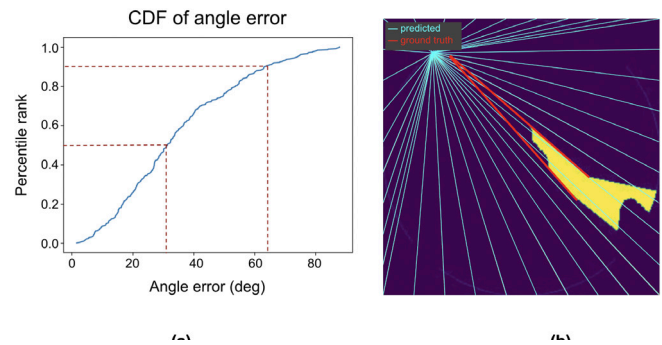 CDF of angle error
1.0
0.8
0.6
0.4
0.2
0.0
Percentile rank
0 20 40 60 80
Angle error (deg)
predicted
ground truth
(a) (b)